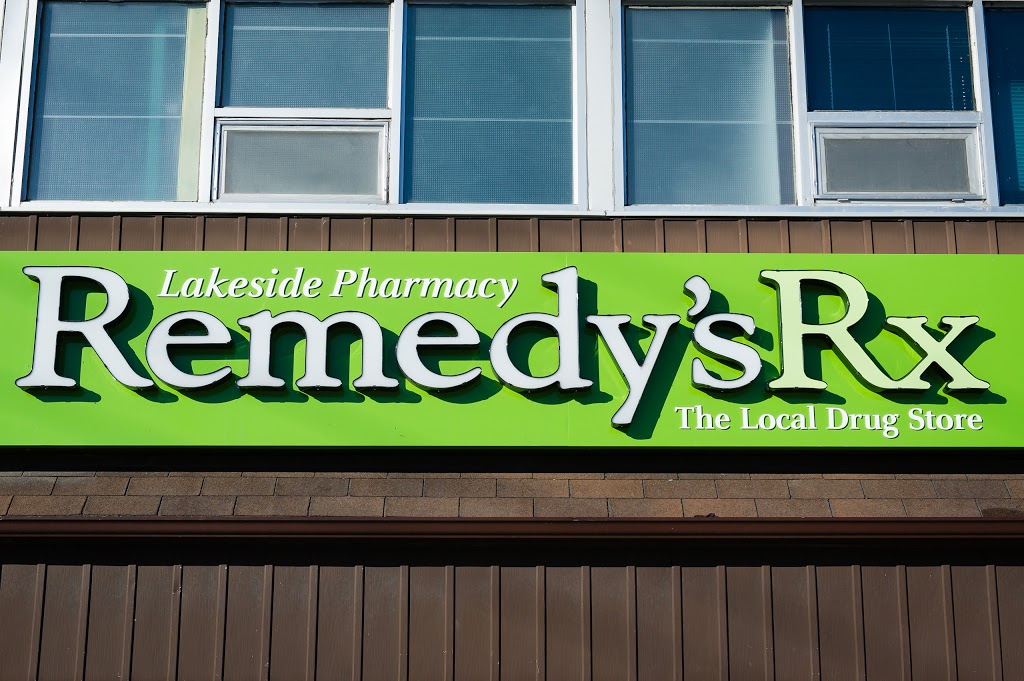 Lakeside Pharmacy
Remedy'sRx
The Local Drug Store